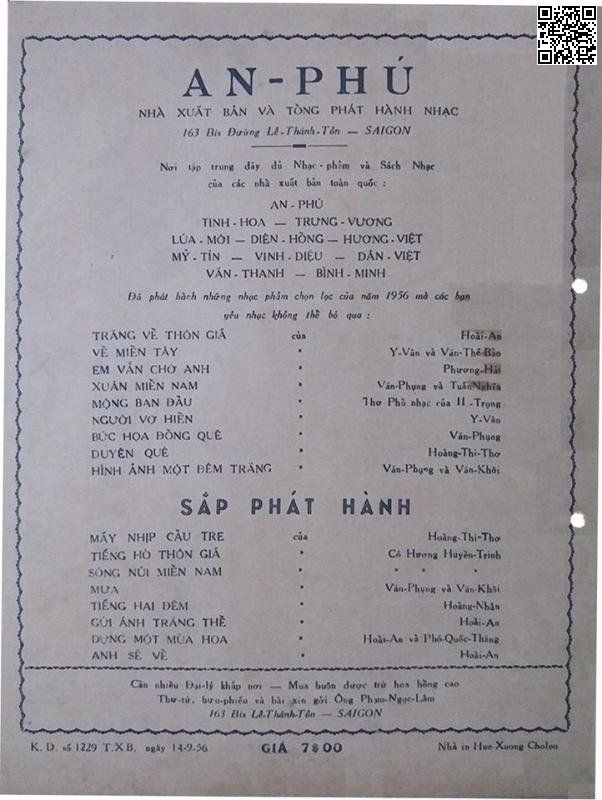 AN-PHÚ
NHÀ XUẤT BẢN VÀ TỔNG PHÁT HÀNH NHẠC
163 Bis Đường Lê-Thánh-Tôn — SAIGON
Nơi tập trung đầy đủ Nhạc-phẩm và Sách Nhạc
của các nhà xuất bản toàn quốc :
AN-PHÚ
TINH-HOA — TRƯNG-VƯƠNG
LÚA-MỚI — DIÊN-HỒNG — HƯƠNG-VIỆT
MỸ-TÍN — VINH-DIỆU — DÂN-VIỆT
VĂN-THANH — BÌNH-MINH
Đã phát hành những nhạc phẩm chọn lọc của năm 1956 mà các bạn
yêu nhạc không thể bỏ qua :
TRĂNG VỀ THÔN GIÃ của Hoài-An
VỀ MIỀN TÂY " Y-Vân và Văn-Thế-Bảo
EM VẪN CHỜ ANH " Phương-Hải
XUÂN MIỀN NAM " Văn-Phụng và Tuấn Nghĩa
MỘNG BAN ĐẦU " Thơ Phổ nhạc của H-Trọng
NGƯỜI VỢ HIỀN " Y-Vân
BỨC HỌA ĐỒNG QUÊ " Văn-Phụng
DUYÊN QUÊ " Hoàng-Thi-Thơ
HÌNH ẢNH MỘT ĐÊM TRĂNG " Văn-Phụng và Văn-Khôi
SẮP PHÁT HÀNH
MẤY NHỊP CẦU TRE của Hoàng-Thi-Thơ
TIẾNG HÒ THÔN GIÃ " Cô Hương Huyền-Trinh
SÔNG NÚI MIỀN NAM " " " "
MƯA " Văn-Phụng và Văn-Khôi
TIẾNG HAI ĐÊM " Hoàng-Nhân
GỬI ÁNH TRĂNG THỀ " Hoài-An
DỰNG MỘT MÙA HOA " Hoài-An và Phó-Quốc-Thăng
ANH SẼ VỀ " Hoài-An
Cần nhiều Đại-lý khắp nơi — Mua buôn được trừ hoa hồng cao
Thư-từ, bưu-phiếu và bài xin gởi Ông Phạm-Ngọc-Lâm
163 Bis Lê-Thánh-Tôn — SAIGON
K. D. số 1229 T.X.B. ngày 14-9-56 GIÁ 7$00 Nhà in Hue-Xuong Cholon